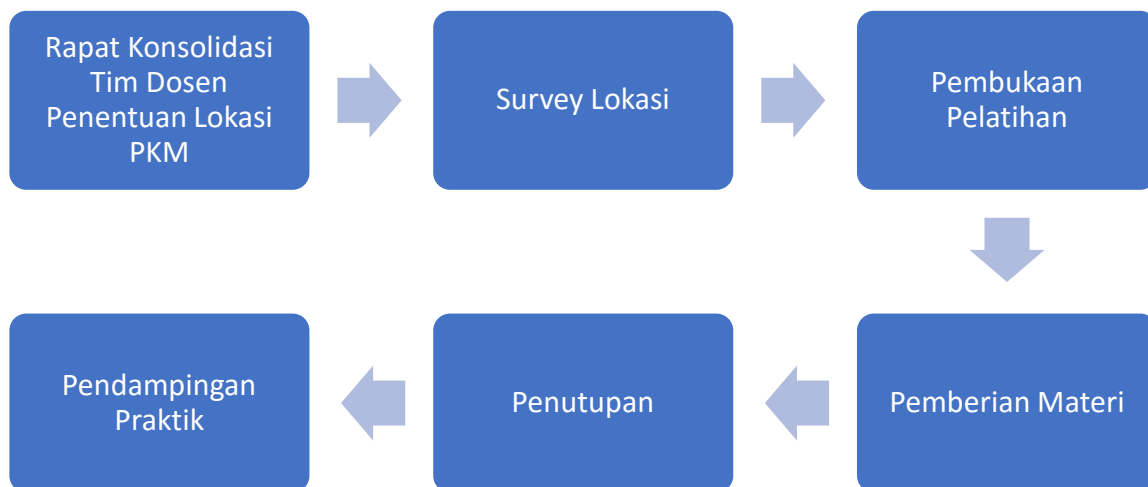 Rapat Konsolidasi
Tim Dosen
Penentuan Lokasi
PKM
Survey Lokasi
Pembukaan
Pelatihan
Pemberian Materi
Penutupan
Pendampingan
Praktik